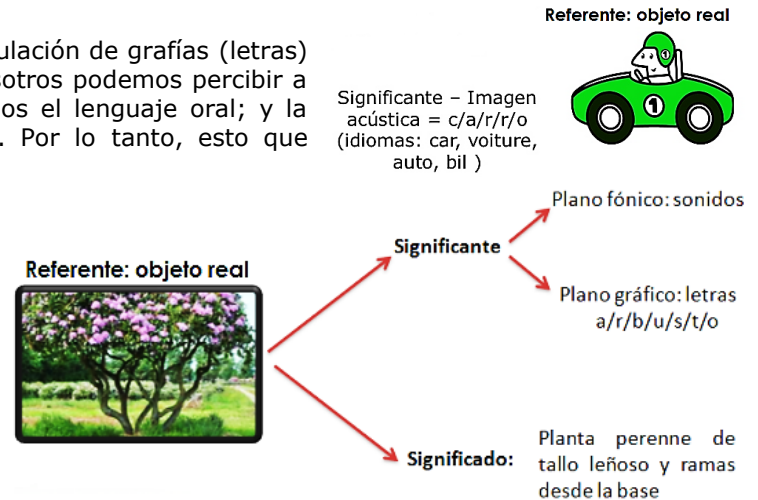 Referente: objeto real
ulación de grafías (letras)
sotros podemos percibir a
os el lenguaje oral; y la
. Por lo tanto, esto que
Significante – Imagen
acústica = c/a/r/r/o
(idiomas: car, voiture,
auto, bil )
1
Plano fónico: sonidos
Significante
Plano gráfico: letras
a/r/b/u/s/t/o
Referente: objeto real
Significado:
Planta perenne de
tallo leñoso y ramas
desde la base